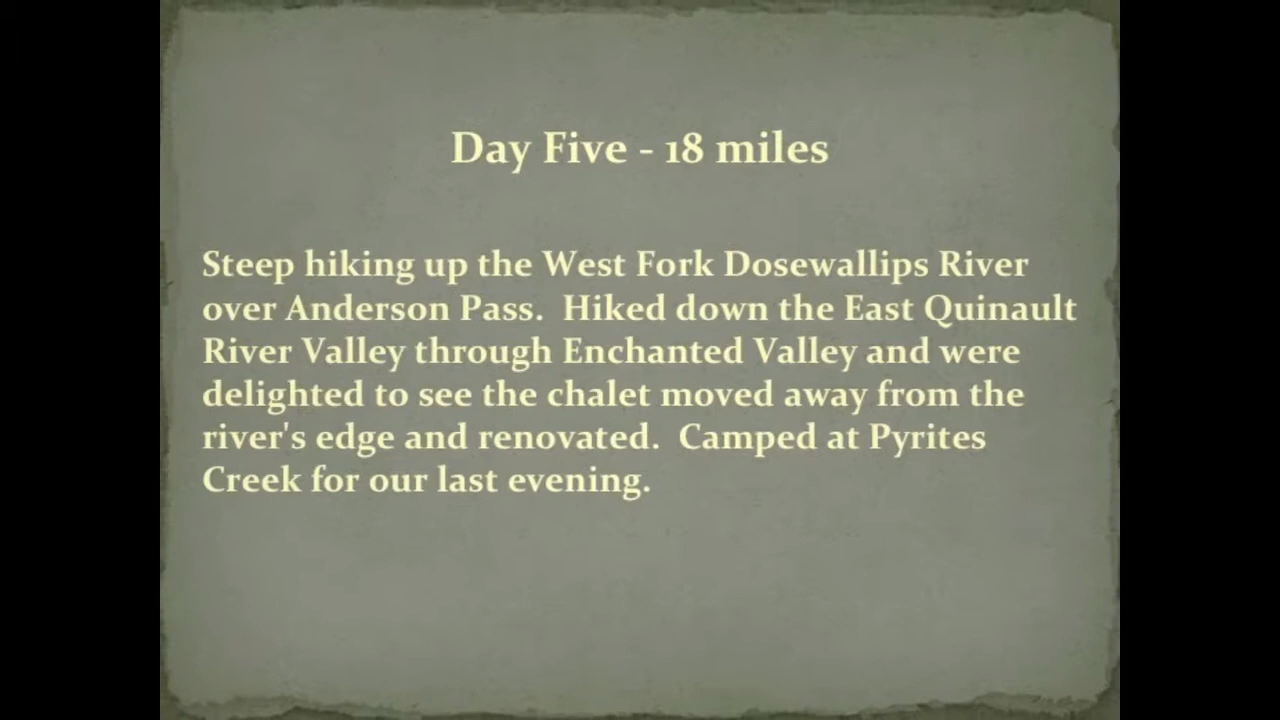 Day Five - 18 miles
Steep hiking up the West Fork Dosewallips River
over Anderson Pass.  Hiked down the East Quinault
River Valley through Enchanted Valley and were
delighted to see the chalet moved away from the
river's edge and renovated.  Camped at Pyrites
Creek for our last evening.